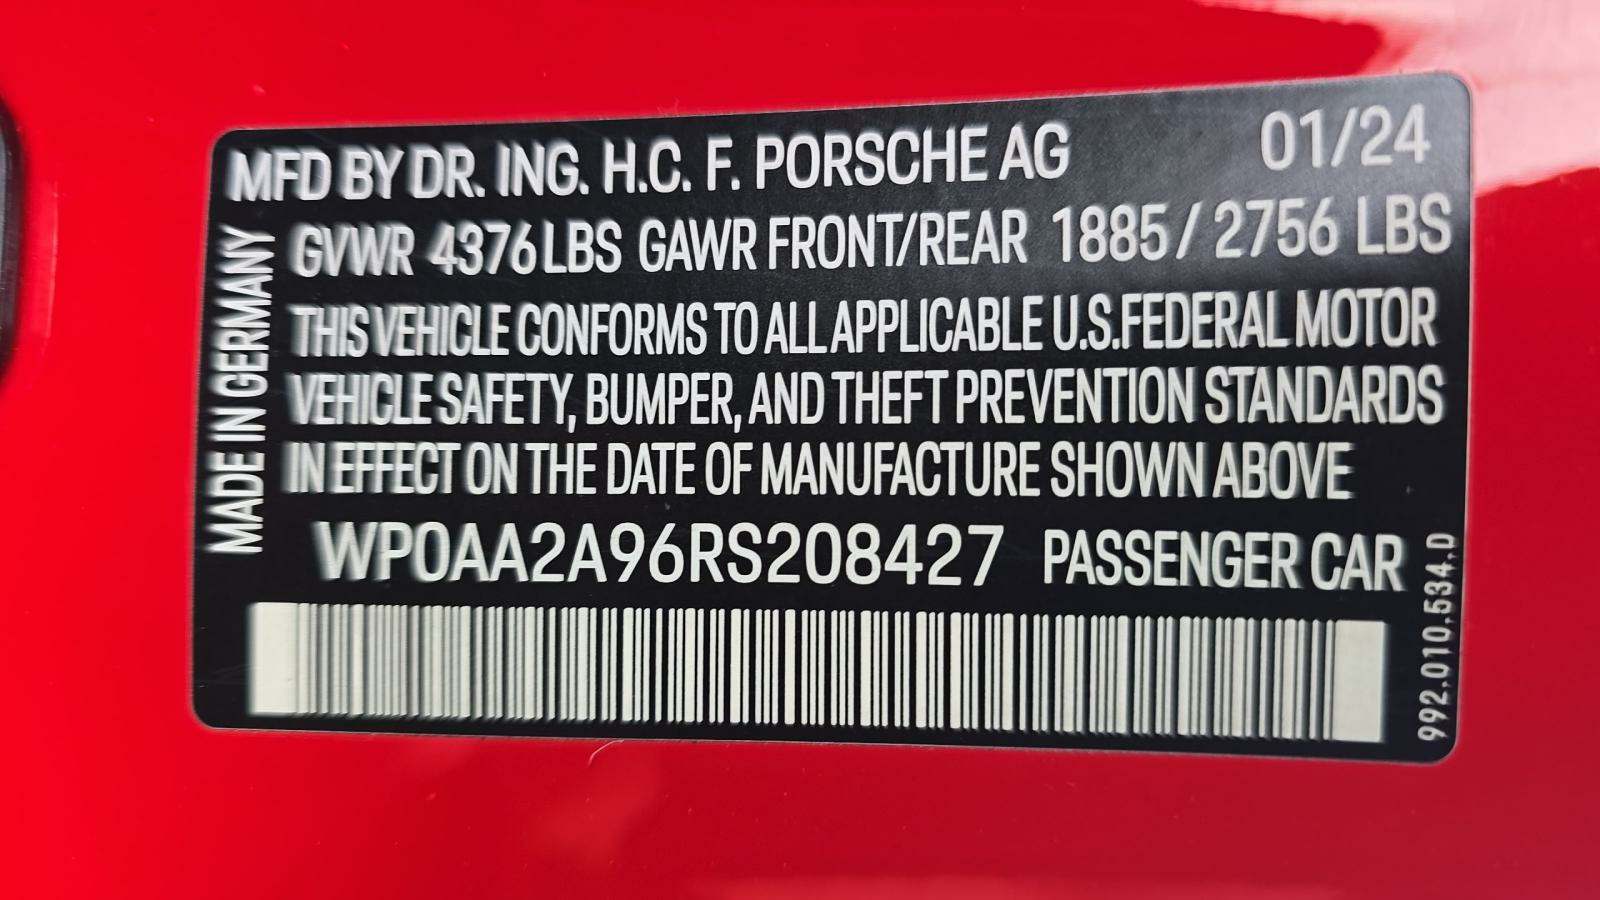 MFD BY DR. ING. H.C. F. PORSCHE AG 01/24
GVWR 4376 LBS GAWR FRONT/REAR 1885 / 2756 LBS
THIS VEHICLE CONFORMS TO ALL APPLICABLE U.S. FEDERAL MOTOR
VEHICLE SAFETY, BUMPER, AND THEFT PREVENTION STANDARDS
IN EFFECT ON THE DATE OF MANUFACTURE SHOWN ABOVE
WP0AA2A96RS208427 PASSENGER CAR
MADE IN GERMANY
992.010.534.D